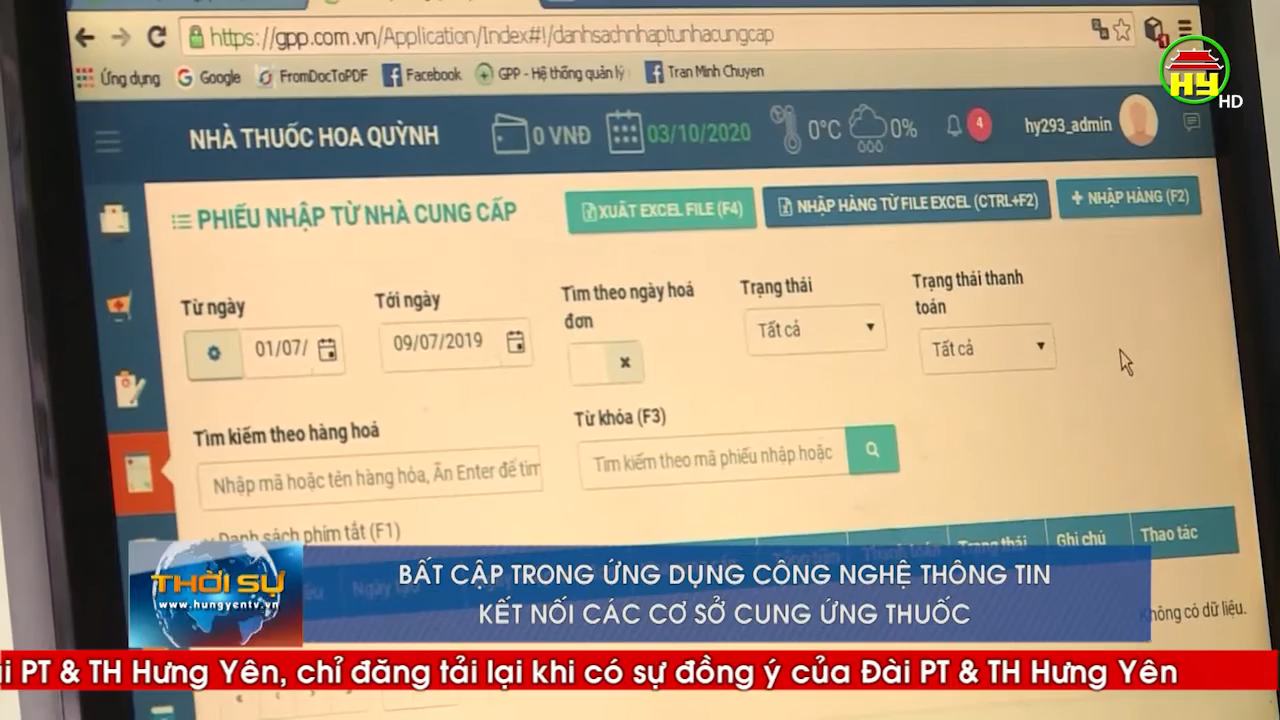 https://gpp.com.vn/Application/Index#!/danhsachnhaptunhacungcap
Ứng dụng Google FromDocToPDF Facebook GPP - Hệ thống quản lý Tran Minh Chuyen
HY HD
NHÀ THUỐC HOA QUỲNH 0 VNĐ 03/10/2020 0°C 0% 4 hy293_admin
PHIẾU NHẬP TỪ NHÀ CUNG CẤP XUẤT EXCEL FILE (F4) NHẬP HÀNG TỪ FILE EXCEL (CTRL+F2) + NHẬP HÀNG (F2)
Từ ngày Tới ngày Tìm theo ngày hoá Trạng thái Trạng thái thanh
đơn toán
01/07/ 09/07/2019 x Tất cả Tất cả
Tìm kiếm theo hàng hoá Từ khóa (F3)
Nhập mã hoặc tên hàng hóa, Ấn Enter để tìm Tìm kiếm theo mã phiếu nhập hoặc
Danh sách phím tắt (F1)
Trạng thái Ghi chú Thao tác
Không có dữ liệu.
THỜI SỰ
www.hungyentv.vn
BẤT CẬP TRONG ỨNG DỤNG CÔNG NGHỆ THÔNG TIN
KẾT NỐI CÁC CƠ SỞ CUNG ỨNG THUỐC
PT & TH Hưng Yên, chỉ đăng tải lại khi có sự đồng ý của Đài PT & TH Hưng Yên